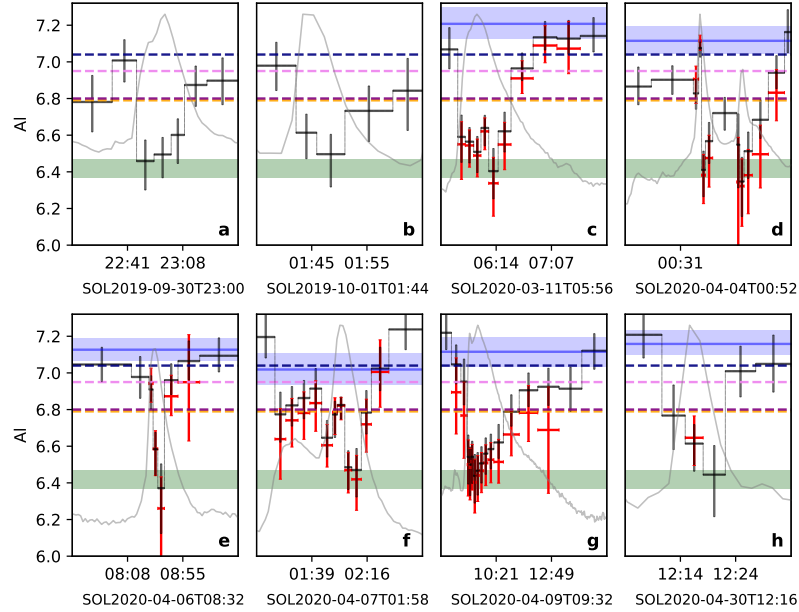 7.2
7.0
6.8
6.6
6.4
6.2
6.0
AI
a
b
c
d
22:41 23:08
01:45 01:55
06:14 07:07
00:31
SOL2019-09-30T23:00
SOL2019-10-01T01:44
SOL2020-03-11T05:56
SOL2020-04-04T00:52
7.2
7.0
6.8
6.6
6.4
6.2
6.0
AI
e
f
g
h
08:08 08:55
01:39 02:16
10:21 12:49
12:14 12:24
SOL2020-04-06T08:32
SOL2020-04-07T01:58
SOL2020-04-09T09:32
SOL2020-04-30T12:16